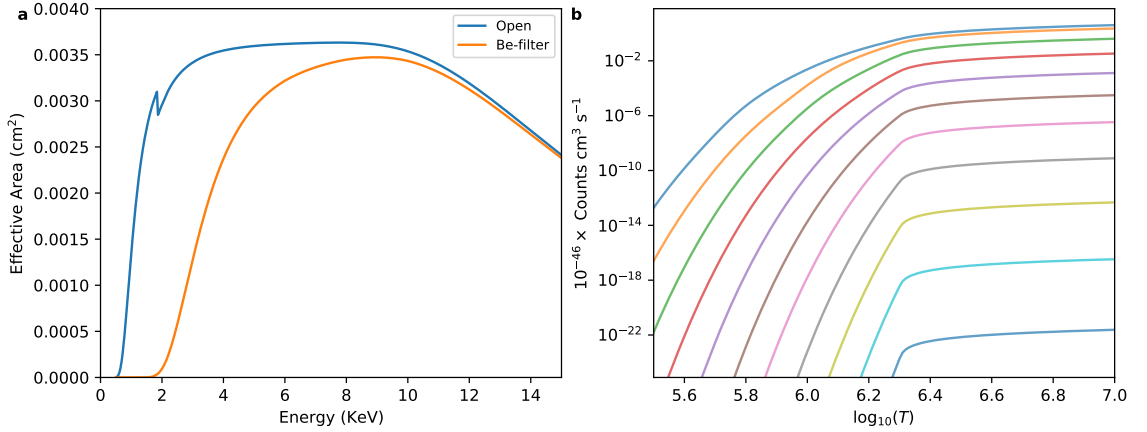 a
0.0040
0.0035
0.0030
0.0025
0.0020
0.0015
0.0010
0.0005
0.0000
Effective Area (cm²)
Open
Be-filter
0 2 4 6 8 10 12 14
Energy (KeV)
b
10⁻²
10⁻⁶
10⁻¹⁰
10⁻¹⁴
10⁻¹⁸
10⁻²²
10⁻⁴⁶ × Counts cm³ s⁻¹
5.6 5.8 6.0 6.2 6.4 6.6 6.8 7.0
log₁₀(T)